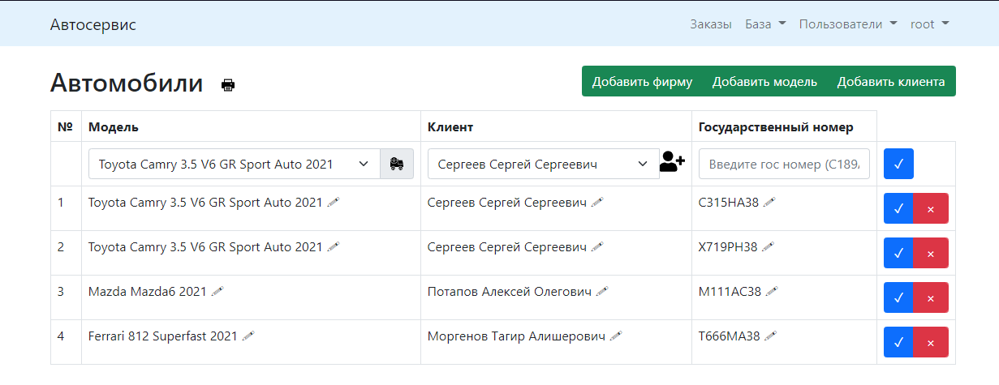 Автосервис Заказы База Пользователи root
Автомобили Добавить фирму Добавить модель Добавить клиента
№ Модель Клиент Государственный номер
Toyota Camry 3.5 V6 GR Sport Auto 2021 Сергеев Сергей Сергеевич Введите гос номер (С189
1 Toyota Camry 3.5 V6 GR Sport Auto 2021 Сергеев Сергей Сергеевич С315НА38
2 Toyota Camry 3.5 V6 GR Sport Auto 2021 Сергеев Сергей Сергеевич Х719РН38
3 Mazda Mazda6 2021 Потапов Алексей Олегович М111АС38
4 Ferrari 812 Superfast 2021 Моргенов Тагир Алишерович Т666МА38